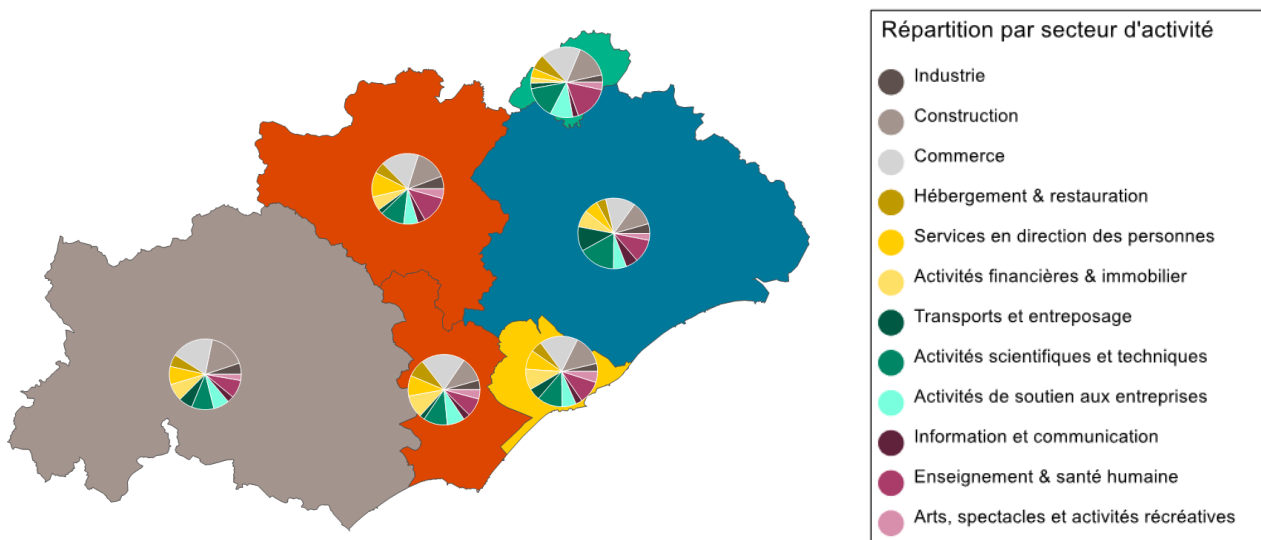 Répartition par secteur d'activité
Industrie
Construction
Commerce
Hébergement & restauration
Services en direction des personnes
Activités financières & immobilier
Transports et entreposage
Activités scientifiques et techniques
Activités de soutien aux entreprises
Information et communication
Enseignement & santé humaine
Arts, spectacles et activités récréatives